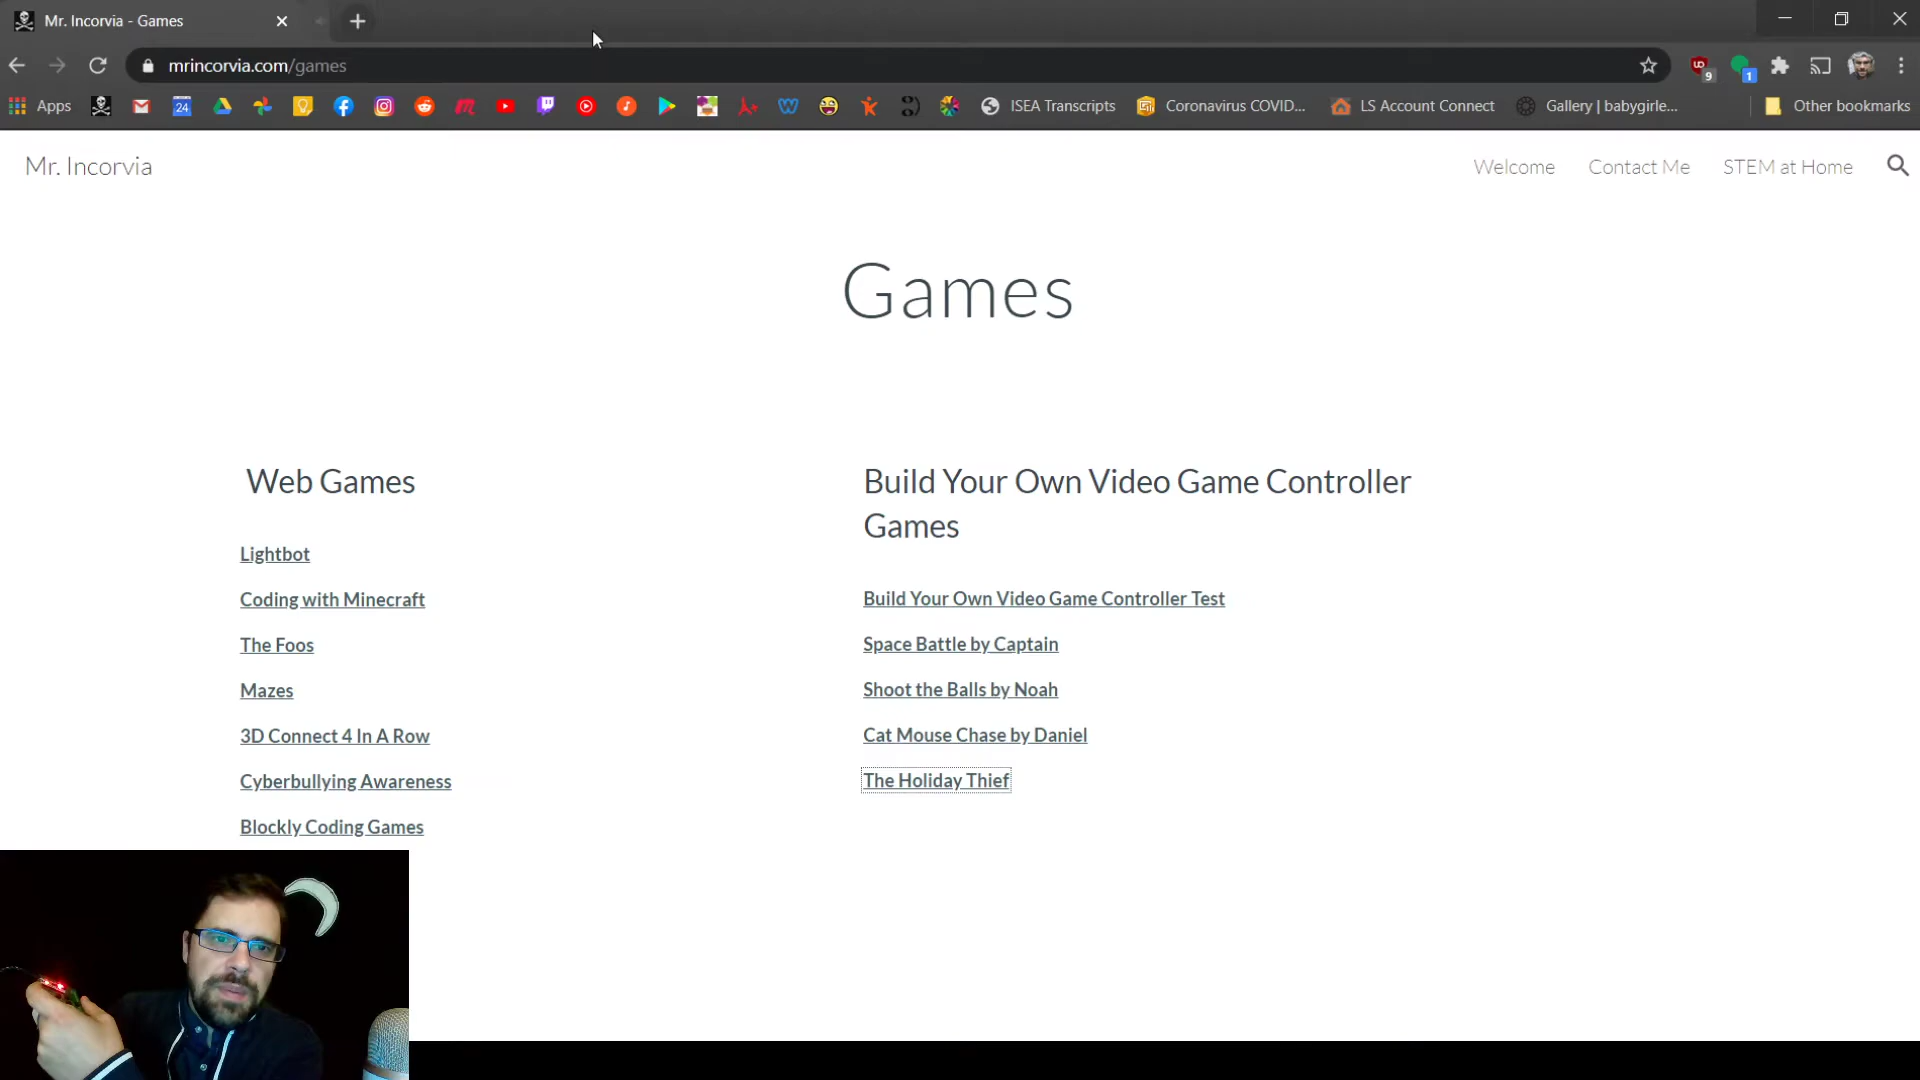 Mr. Incorvia - Games
mrincorvia.com/games
9
1
Apps
24
ISEA Transcripts
Coronavirus COVID...
LS Account Connect
Gallery | babygirle...
Other bookmarks
Mr. Incorvia
Welcome
Contact Me
STEM at Home
Games
Web Games
Lightbot
Coding with Minecraft
The Foos
Mazes
3D Connect 4 In A Row
Cyberbullying Awareness
Blockly Coding Games
Build Your Own Video Game Controller
Games
Build Your Own Video Game Controller Test
Space Battle by Captain
Shoot the Balls by Noah
Cat Mouse Chase by Daniel
The Holiday Thief